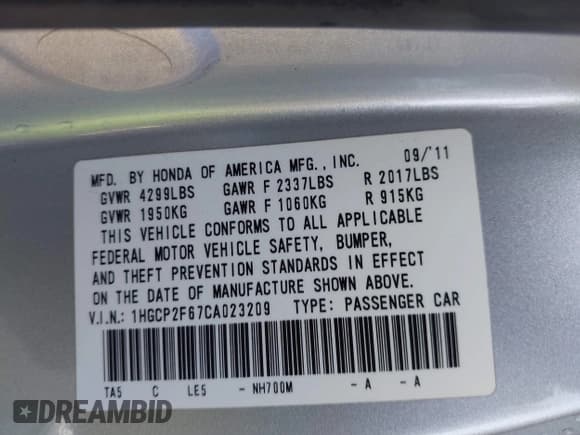 MFD. BY HONDA OF AMERICA MFG., INC. 09/'11
GVWR 4299LBS GAWR F 2337LBS R 2017LBS
GVWR 1950KG GAWR F 1060KG R 915KG
THIS VEHICLE CONFORMS TO ALL APPLICABLE
FEDERAL MOTOR VEHICLE SAFETY, BUMPER,
AND THEFT PREVENTION STANDARDS IN EFFECT
ON THE DATE OF MANUFACTURE SHOWN ABOVE.
V.I.N.: 1HGCP2F67CA023209 TYPE: PASSENGER CAR
TA5 C LE5 - NH700M - A - A
DREAMBID